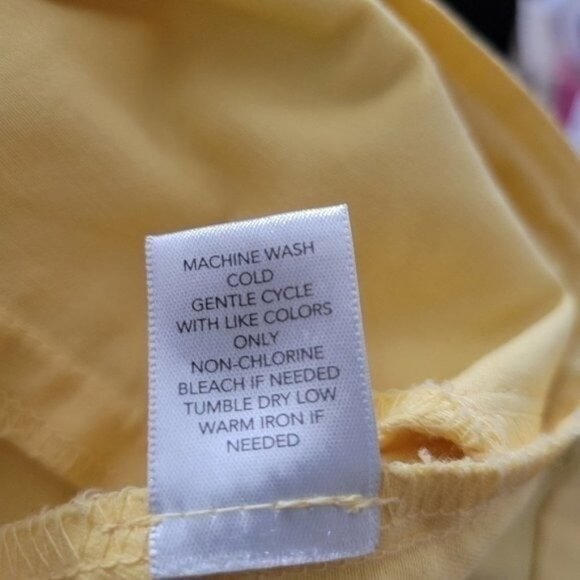 MACHINE WASH
COLD
GENTLE CYCLE
WITH LIKE COLORS
ONLY
NON-CHLORINE
BLEACH IF NEEDED
TUMBLE DRY LOW
WARM IRON IF
NEEDED